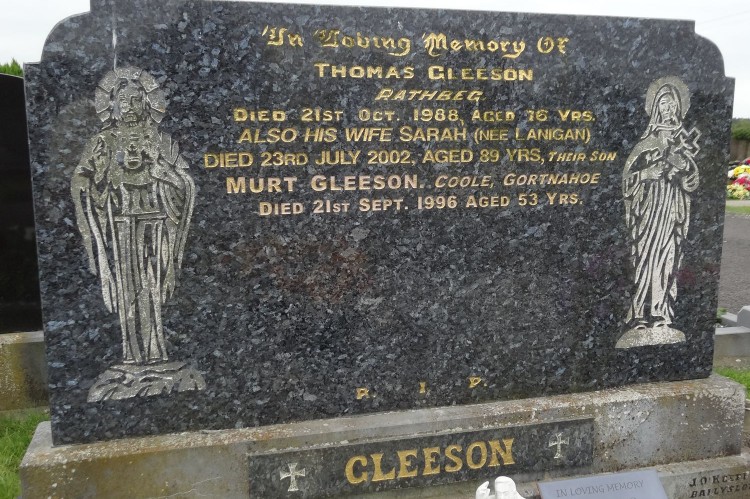 In Loving Memory Of
THOMAS GLEESON
RATHBEG
DIED 21ST OCT. 1988, AGED 76 YRS.
ALSO HIS WIFE SARAH (NEE LANIGAN)
DIED 23RD JULY 2002, AGED 89 YRS, THEIR SON
MURT GLEESON. COOLE, GORTNAHOE
DIED 21ST SEPT. 1996 AGED 53 YRS.
R. I. P.
GLEESON
IN LOVING MEMORY